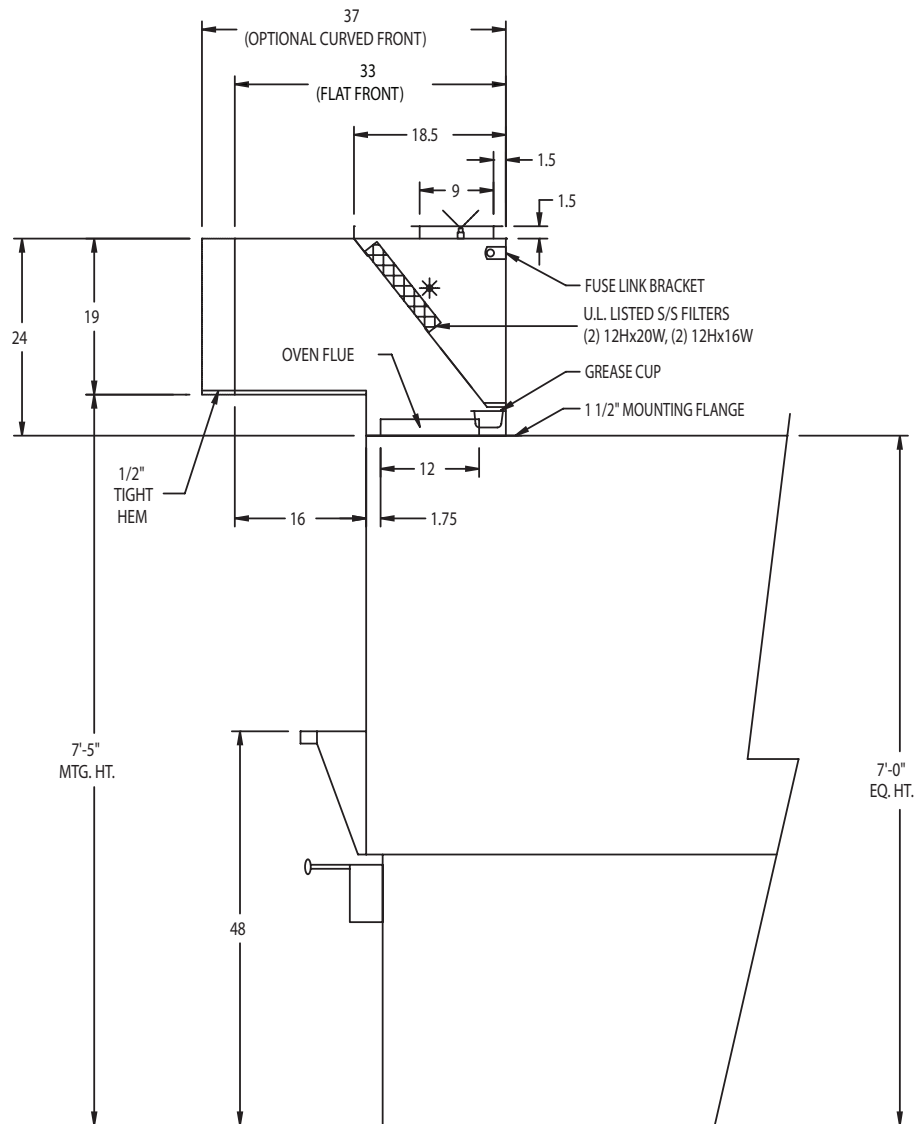 37
(OPTIONAL CURVED FRONT)
33
(FLAT FRONT)
18.5
1.5
9
1.5
FUSE LINK BRACKET
24
19
U.L. LISTED S/S FILTERS
(2) 12Hx20W, (2) 12Hx16W
OVEN FLUE
GREASE CUP
1 1/2" MOUNTING FLANGE
1/2"
TIGHT
HEM
12
16
1.75
7'-5"
MTG. HT.
7'-0"
EQ. HT.
48